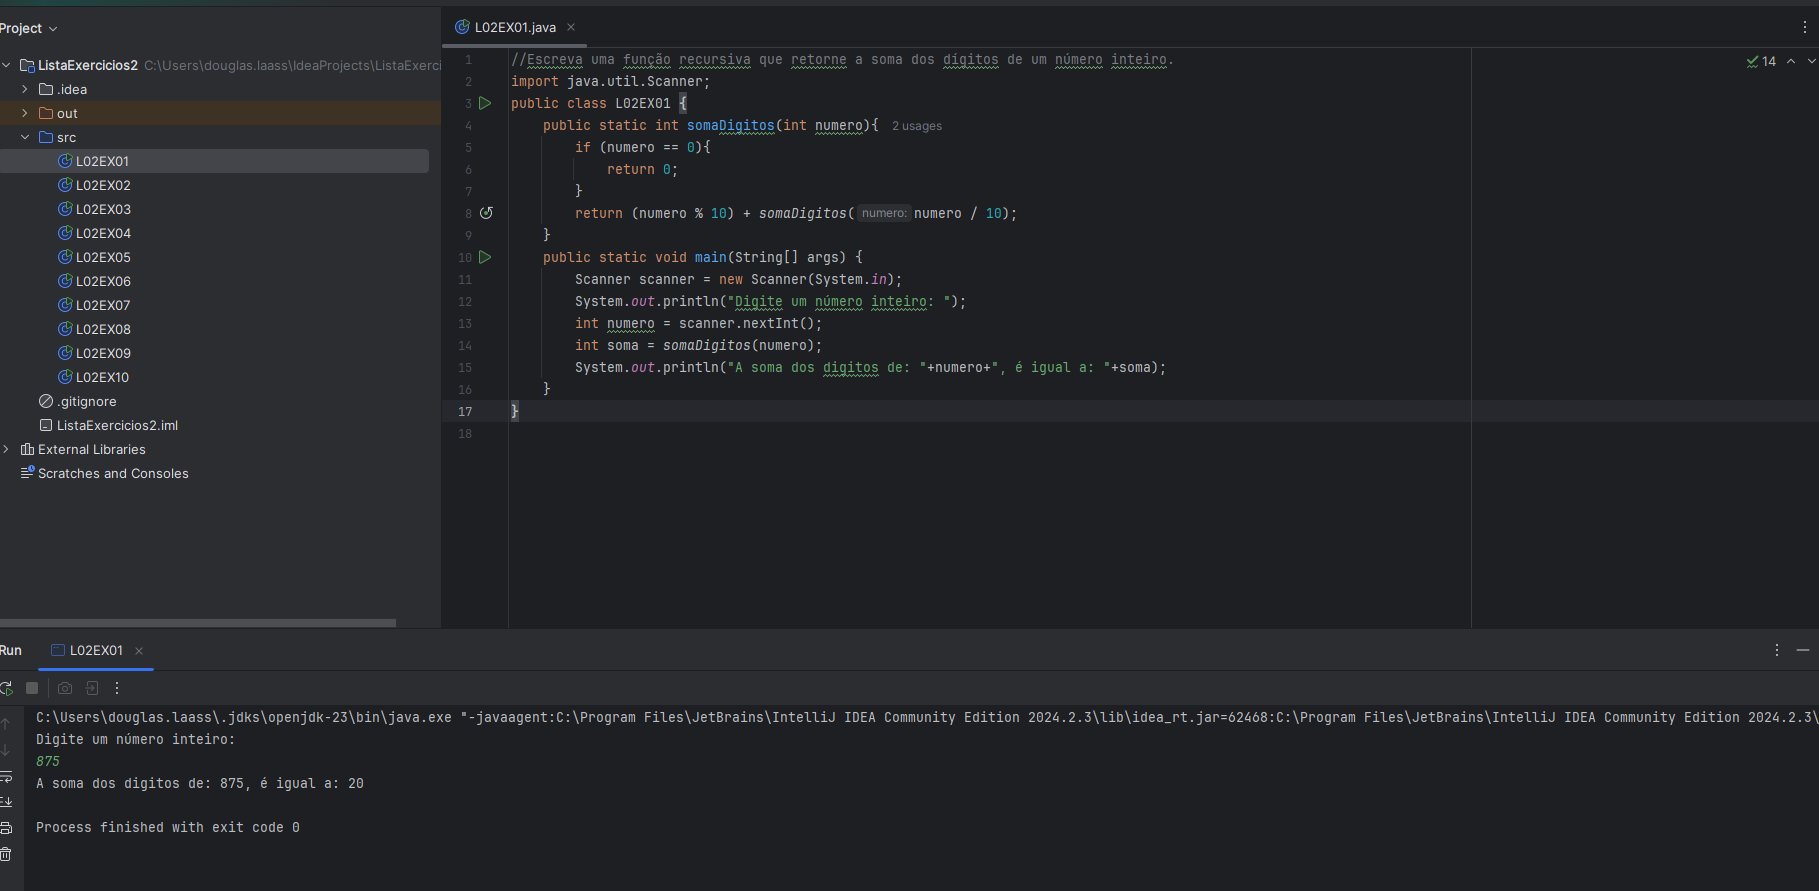 Project
L02EX01.java
ListaExercicios2 C:\Users\douglas.laass\IdeaProjects\ListaExerci
.idea
out
src
L02EX01
L02EX02
L02EX03
L02EX04
L02EX05
L02EX06
L02EX07
L02EX08
L02EX09
L02EX10
.gitignore
ListaExercicios2.iml
External Libraries
Scratches and Consoles
14
1 //Escreva uma função recursiva que retorne a soma dos dígitos de um número inteiro.
2 import java.util.Scanner;
3 public class L02EX01 {
4 public static int somaDigitos(int numero){ 2 usages
5 if (numero == 0){
6 return 0;
7 }
8 return (numero % 10) + somaDigitos( numero: numero / 10);
9 }
10 public static void main(String[] args) {
11 Scanner scanner = new Scanner(System.in);
12 System.out.println("Digite um número inteiro: ");
13 int numero = scanner.nextInt();
14 int soma = somaDigitos(numero);
15 System.out.println("A soma dos digitos de: "+numero+", é igual a: "+soma);
16 }
17 }
18
Run
L02EX01
C:\Users\douglas.laass\.jdks\openjdk-23\bin\java.exe "-javaagent:C:\Program Files\JetBrains\IntelliJ IDEA Community Edition 2024.2.3\lib\idea_rt.jar=62468:C:\Program Files\JetBrains\IntelliJ IDEA Community Edition 2024.2.3\
Digite um número inteiro:
875
A soma dos digitos de: 875, é igual a: 20
Process finished with exit code 0